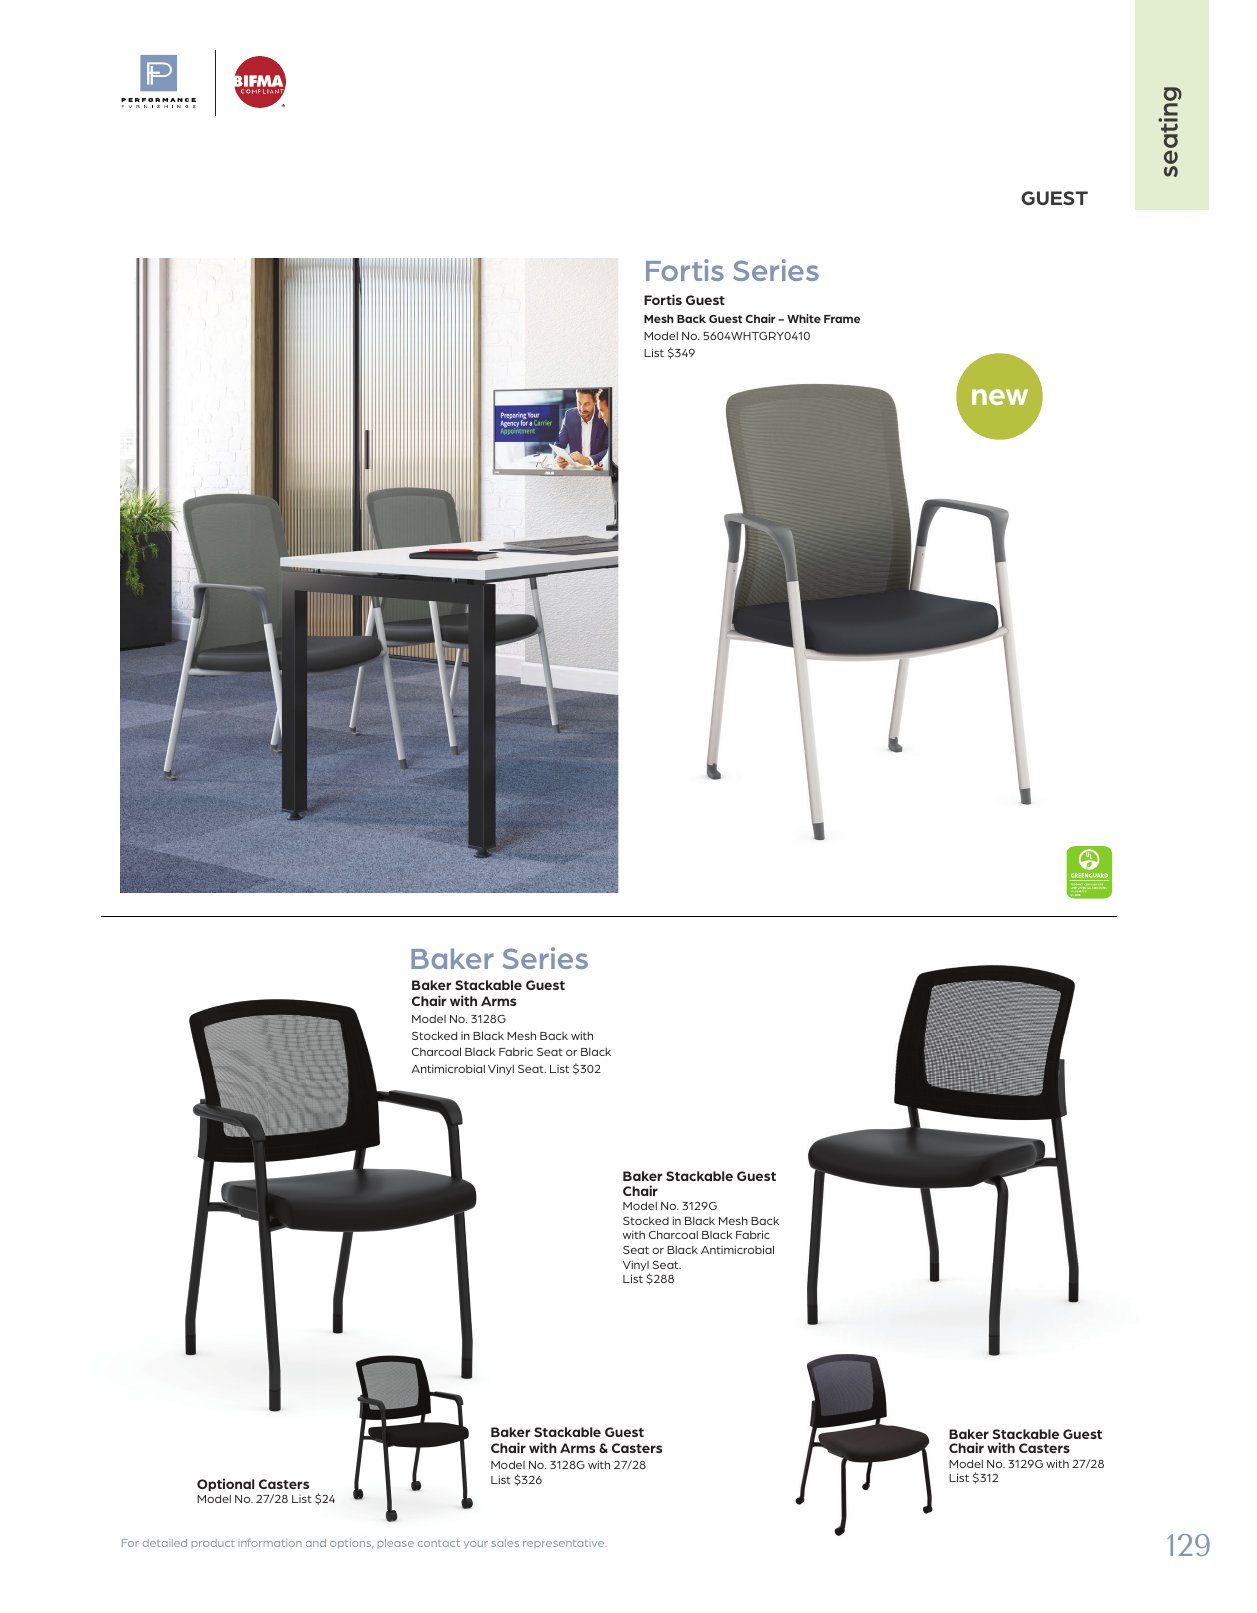 PERFORMANCE
FURNISHINGS
BIFMA
COMPLIANT
seating
GUEST
Fortis Series
Fortis Guest
Mesh Back Guest Chair - White Frame
Model No. 5604WHTGRY0410
List $349
new
Preparing Your
Agency for a Carrier
Appointment
GREENGUARD
Baker Series
Baker Stackable Guest
Chair with Arms
Model No. 3128G
Stocked in Black Mesh Back with
Charcoal Black Fabric Seat or Black
Antimicrobial Vinyl Seat. List $302
Baker Stackable Guest
Chair
Model No. 3129G
Stocked in Black Mesh Back
with Charcoal Black Fabric
Seat or Black Antimicrobial
Vinyl Seat.
List $288
Baker Stackable Guest
Chair with Arms & Casters
Model No. 3128G with 27/28
List $326
Optional Casters
Model No. 27/28 List $24
Baker Stackable Guest
Chair with Casters
Model No. 3129G with 27/28
List $312
For detailed product information and options, please contact your sales representative.
129